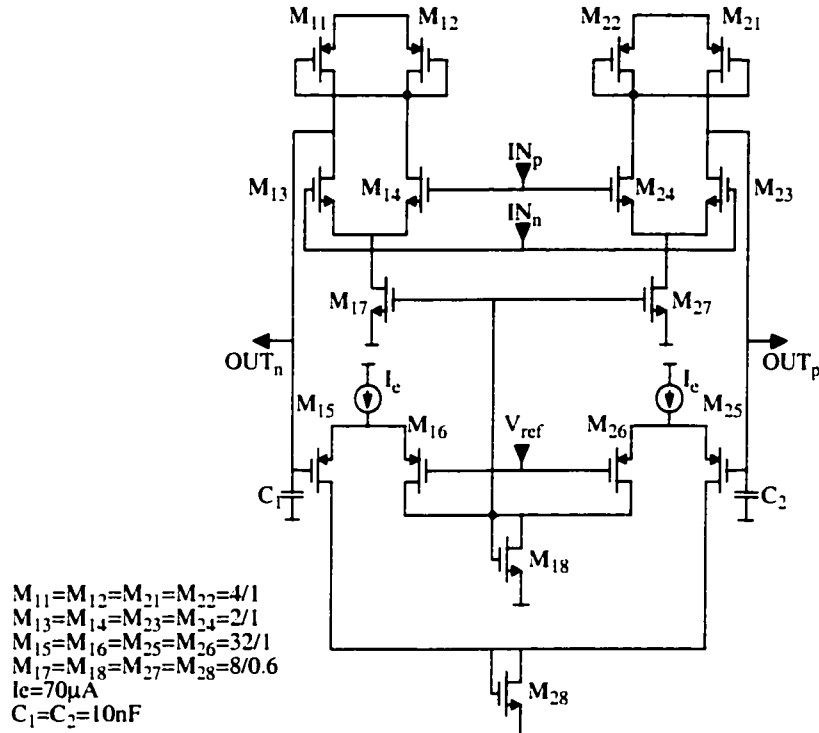 M11 M12 M22 M21
INp
M13 M14 M24 M23
INn
M17 M27
OUTn OUTp
Ie Ie
M15 M25
M16 Vref M26
C1 C2
M18
M11=M12=M21=M22=4/1
M13=M14=M23=M24=2/1
M15=M16=M25=M26=32/1
M17=M18=M27=M28=8/0.6
Ie=70μA
C1=C2=10nF
M28